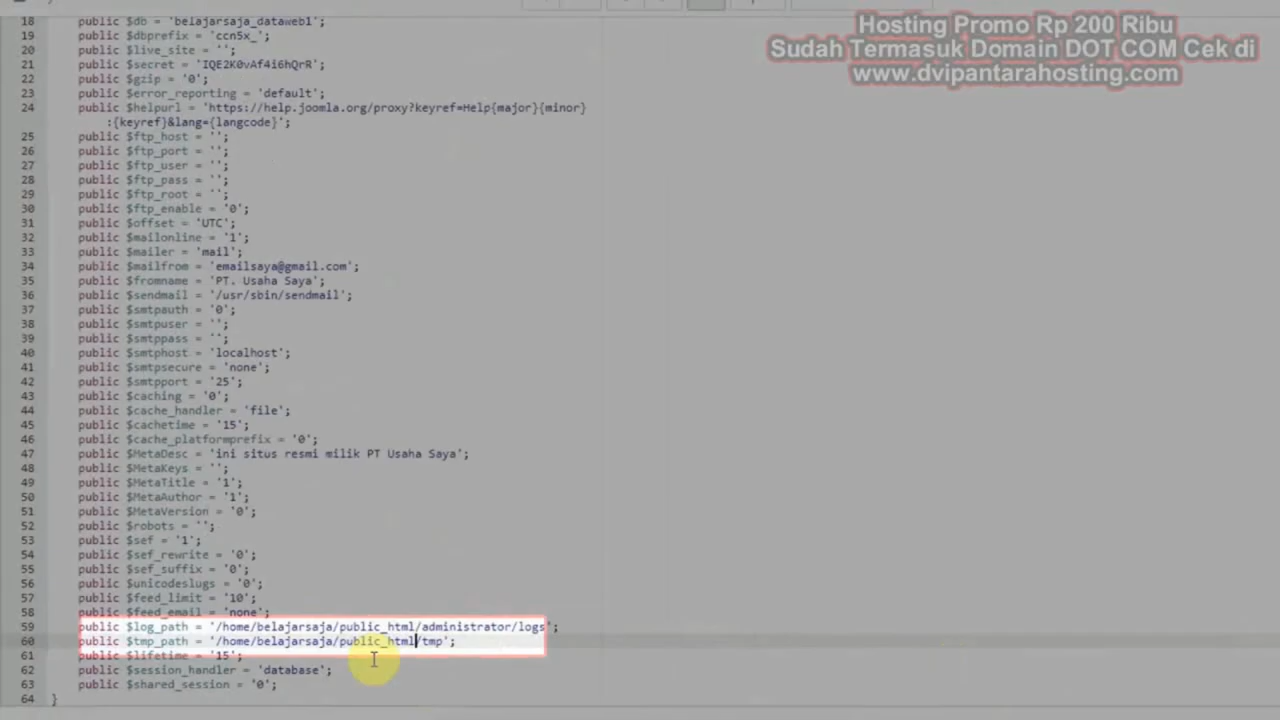 Hosting Promo Rp 200 Ribu
Sudah Termasuk Domain DOT COM Cek di
www.dvipantarahosting.com
18 public $db = 'belajarsaja_dataweb1';
19 public $dbprefix = 'ccn5x_';
20 public $live_site = '';
21 public $secret = 'IQE2K0vAf4i6hQrR';
22 public $gzip = '0';
23 public $error_reporting = 'default';
24 public $helpurl = 'https://help.joomla.org/proxy?keyref=Help{major}{minor}
:{keyref}&lang={langcode}';
25 public $ftp_host = '';
26 public $ftp_port = '';
27 public $ftp_user = '';
28 public $ftp_pass = '';
29 public $ftp_root = '';
30 public $ftp_enable = '0';
31 public $offset = 'UTC';
32 public $mailonline = '1';
33 public $mailer = 'mail';
34 public $mailfrom = 'emailsaya@gmail.com';
35 public $fromname = 'PT. Usaha Saya';
36 public $sendmail = '/usr/sbin/sendmail';
37 public $smtpauth = '0';
38 public $smtpuser = '';
39 public $smtppass = '';
40 public $smtphost = 'localhost';
41 public $smtpsecure = 'none';
42 public $smtpport = '25';
43 public $caching = '0';
44 public $cache_handler = 'file';
45 public $cachetime = '15';
46 public $cache_platformprefix = '0';
47 public $MetaDesc = 'ini situs resmi milik PT Usaha Saya';
48 public $MetaKeys = '';
49 public $MetaTitle = '1';
50 public $MetaAuthor = '1';
51 public $MetaVersion = '0';
52 public $robots = '';
53 public $sef = '1';
54 public $sef_rewrite = '0';
55 public $sef_suffix = '0';
56 public $unicodeslugs = '0';
57 public $feed_limit = '10';
58 public $feed_email = 'none';
59 public $log_path = '/home/belajarsaja/public_html/administrator/logs';
60 public $tmp_path = '/home/belajarsaja/public_html/tmp';
61 public $lifetime = '15';
62 public $session_handler = 'database';
63 public $shared_session = '0';
64 }